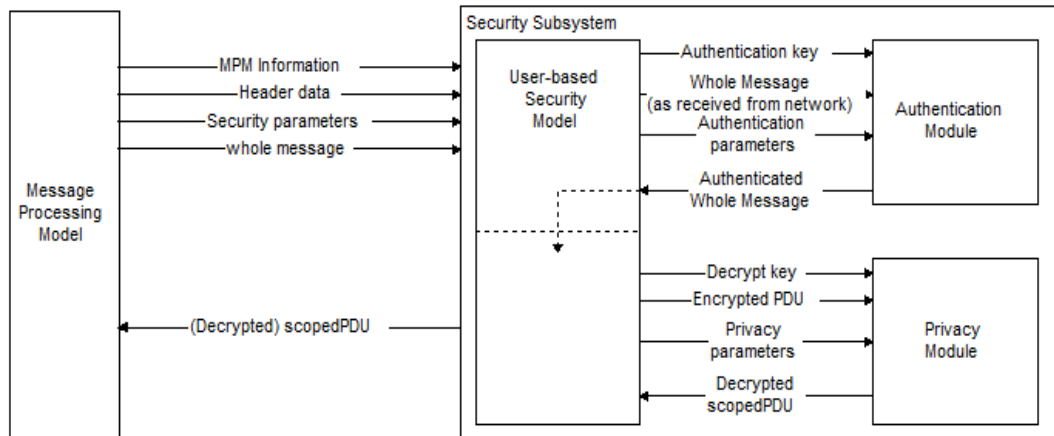 Security Subsystem
Message
Processing
Model
MPM Information
Header data
Security parameters
whole message
(Decrypted) scopedPDU
User-based
Security
Model
Authentication key
Whole Message
(as received from network)
Authentication
parameters
Authenticated
Whole Message
Authentication
Module
Decrypt key
Encrypted PDU
Privacy
parameters
Decrypted
scopedPDU
Privacy
Module